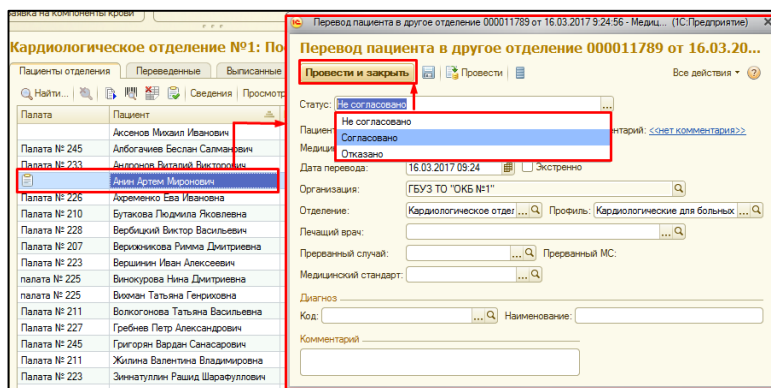 аявка на компоненты крови
Кардиологическое отделение №1: По
Пациенты отделения
Переведенные
Выписанные
Найти...
Сведения
Просмотр
Палата
Пациент
Аксенов Михаил Иванович
Палата № 245
Албогачиев Беслан Салманович
Палата № 233
Андронов Виталий Викторович
Анин Артем Миронович
Палата № 226
Ахременко Ева Ивановна
Палата № 210
Бутакова Людмила Яковлевна
Палата № 228
Вербицкий Виктор Васильевич
Палата № 207
Верижникова Римма Дмитриевна
Палата № 223
Вершинин Иван Алексеевич
палата № 225
Винокурова Нина Дмитриевна
палата № 225
Вихман Татьяна Генриховна
Палата № 211
Волкогонова Татьяна Васильевна
Палата № 227
Гребнев Петр Александрович
Палата № 245
Григорян Вардан Санасарович
Палата № 211
Жилина Валентина Владимировна
Палата № 223
Зиннатуллин Рашид Шарафуллович
Перевод пациента в другое отделение 000011789 от 16.03.2017 9:24:56 - Медиц... (1С:Предприятие)
Перевод пациента в другое отделение 000011789 от 16.03.20...
Провести и закрыть
Провести
Все действия
Статус:
Не согласовано
Не согласовано
Согласовано
Отказано
Пациент
нтарий: <<нет комментария>>
Медици
Дата перевода:
16.03.2017 09:24
Экстренно
Организация:
ГБУЗ ТО "ОКБ №1"
Отделение:
Кардиологическое отдел ...
Профиль:
Кардиологические для больных ...
Лечащий врач:
Прерванный случай:
Прерванный МС:
Медицинский стандарт:
Диагноз
Код:
Наименование:
Комментарий